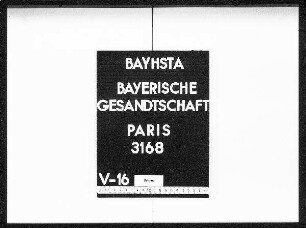 BAYHSTA
BAYERISCHE
GESANDTSCHAFT
PARIS
3168
V-16